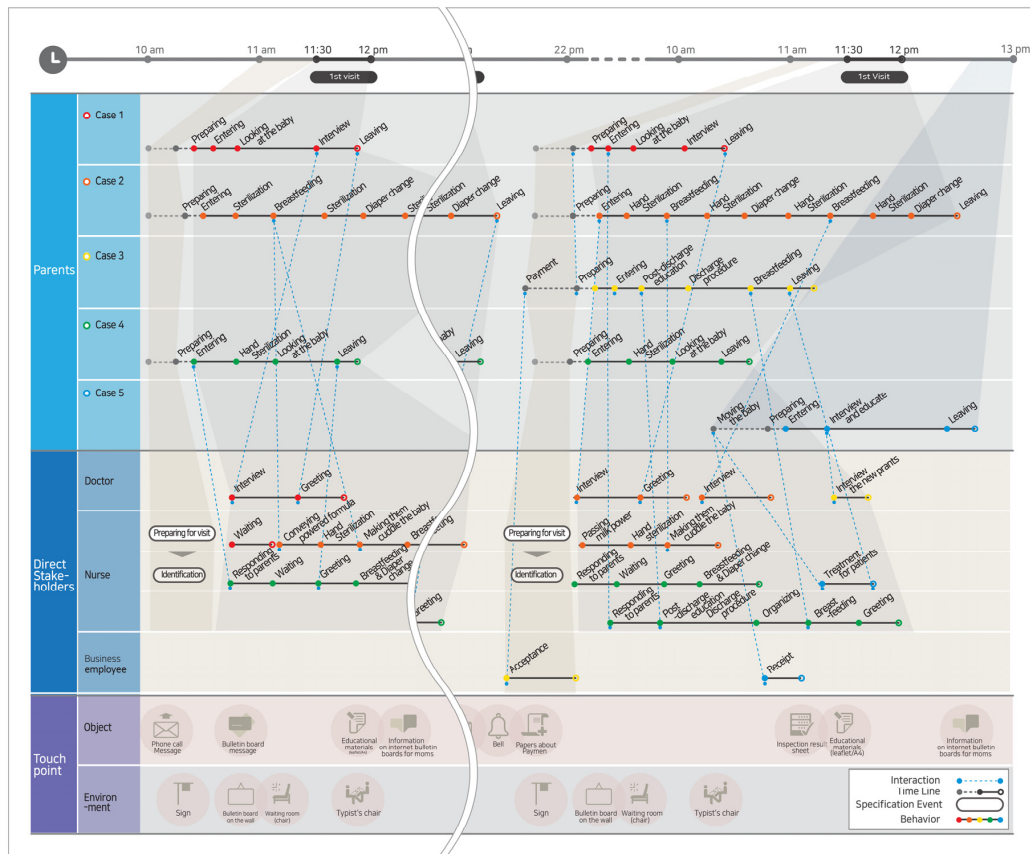 10 am
11 am
11:30
12 pm
22 pm
10 am
11 am
11:30
12 pm
13 pm
1st visit
1st Visit
Parents
Case 1
Preparing
Entering
Looking
at the baby
Interview
Leaving
Preparing
Entering
Looking
at the baby
Interview
Leaving
Case 2
Preparing
Entering
Sterilization
Breastfeeding
Sterilization
Diaper change
Sterilization
Diaper change
Leaving
Preparing
Entering
Hand
Sterilization
Breastfeeding
Hand
Sterilization
Diaper change
Hand
Sterilization
Breastfeeding
Hand
Sterilization
Diaper change
Leaving
Case 3
Payment
Preparing
Entering
Post-discharge
education
Discharge
procedure
Breastfeeding
Leaving
Case 4
Preparing
Entering
Hand
Sterilization
Looking
at the baby
Leaving
baby
Leaving
Preparing
Entering
Hand
Sterilization
Looking
at the baby
Leaving
Case 5
Moving
the baby
Preparing
Entering
Interview
and educate
Leaving
Direct
Stake-
holders
Doctor
Interview
Greeting
Interview
Greeting
Interview
Interview
the new prants
Nurse
Preparing for visit
Identification
Waiting
Conveying
powered formula
Hand
Sterilization
Making them
cuddle the baby
Breastfeeding
Greeting
Responding
to parents
Waiting
Greeting
Breastfeeding
& Diaper
change
Greeting
Preparing for visit
Identification
Passing
milk power
Hand
sterilization
Making them
cuddle the baby
Responding
to parents
Waiting
Greeting
Breastfeeding
& Diaper change
Treatment
for patients
Responding
to parents
Post-
-discharge
education
Discharge
procedure
Organizing
Breast
-feeding
Greeting
Business
employee
Acceptance
Receipt
Touch
point
Object
Phone call
Message
Bulletin board
message
Educational
materials
Information
on internet bulletin
boards for moms
Bell
Papers about
Paymen
Inspection result
sheet
Educational
materials
(leaflet/A4)
Information
on internet bulletin
boards for moms
Environ
-ment
Sign
Bulletin board
on the wall
Waiting room
(chair)
Typist's chair
Sign
Bulletin board
on the wall
Waiting room
(chair)
Typist's chair
Interaction
Time Line
Specification Event
Behavior